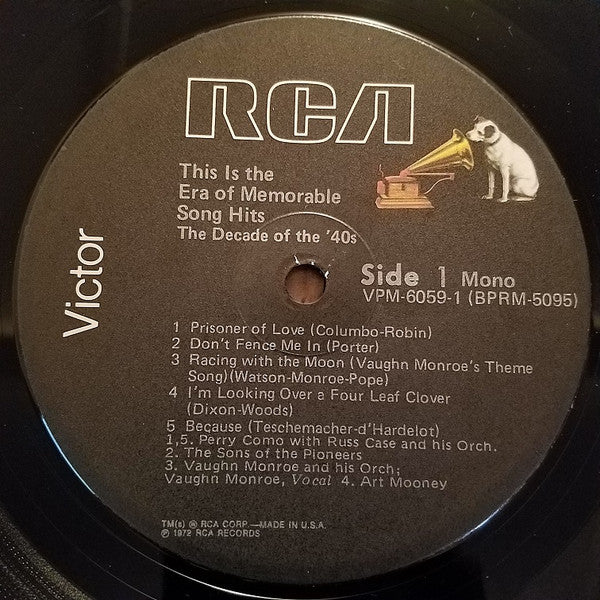 RCA
This Is the
Era of Memorable
Song Hits
The Decade of the '40s
Victor
Side 1 Mono
VPM-6059-1 (BPRM-5095)
1 Prisoner of Love (Columbo-Robin)
2 Don't Fence Me In (Porter)
3 Racing with the Moon (Vaughn Monroe's Theme
Song)(Watson-Monroe-Pope)
4 I'm Looking Over a Four Leaf Clover
(Dixon-Woods)
5 Because (Teschemacher-d'Hardelot)
1,5. Perry Como with Russ Case and his Orch.
2. The Sons of the Pioneers
3. Vaughn Monroe and his Orch;
Vaughn Monroe, Vocal 4. Art Mooney
TM(s) ® RCA CORP.—MADE IN U.S.A.
℗ 1972 RCA RECORDS